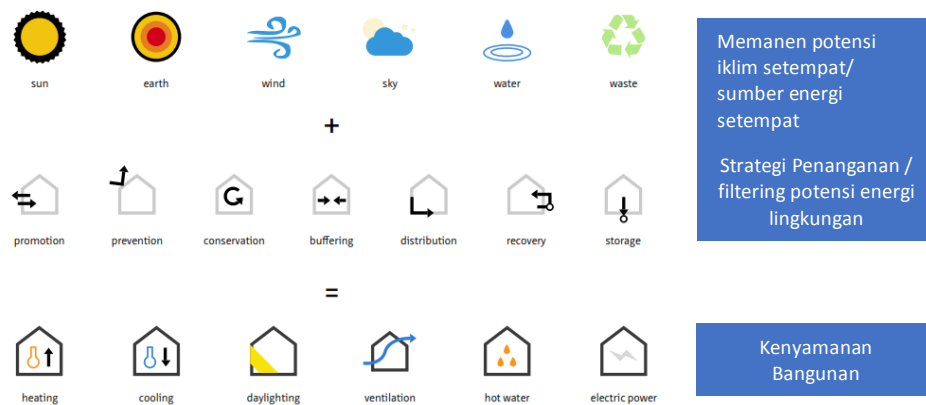 sun earth wind sky water waste
Memanen potensi
iklim setempat/
sumber energi
setempat
+
Strategi Penanganan /
filtering potensi energi
lingkungan
promotion prevention conservation buffering distribution recovery storage
=
Kenyamanan
Bangunan
heating cooling daylighting ventilation hot water electric power